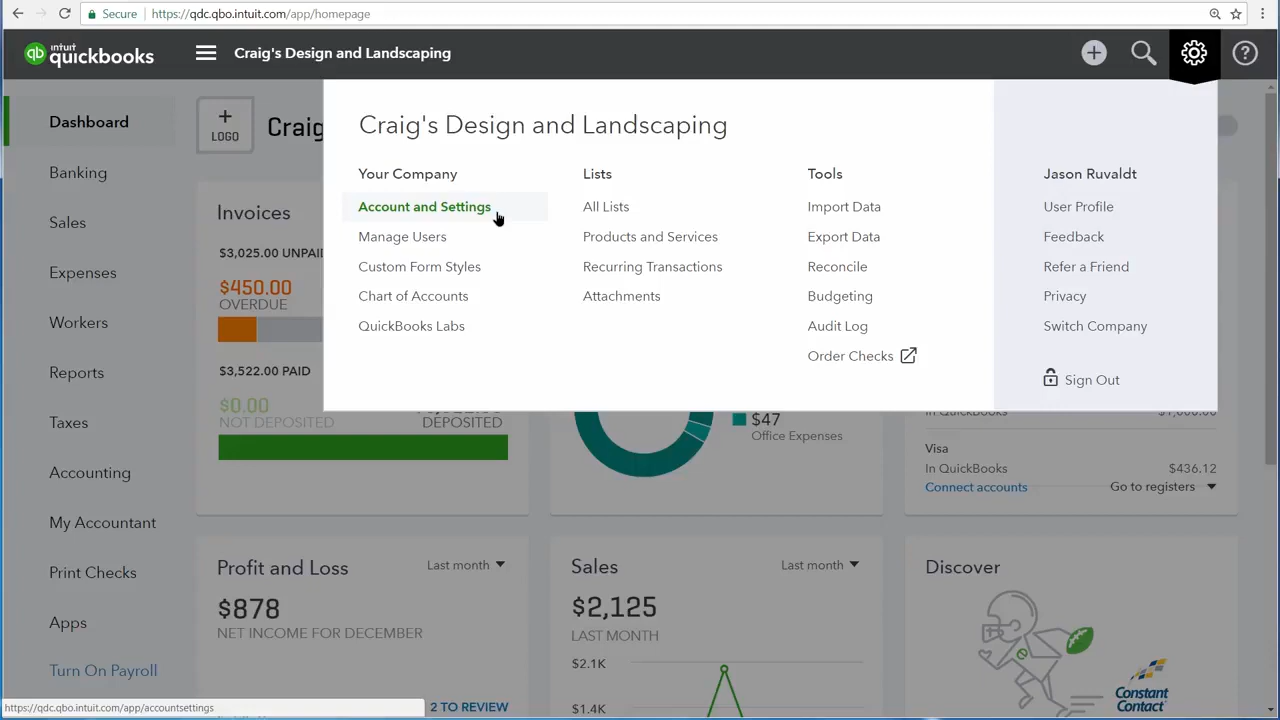 Secure https://qdc.qbo.intuit.com/app/homepage
qb intuit quickbooks
Craig's Design and Landscaping
Dashboard
Banking
Sales
Expenses
Workers
Reports
Taxes
Accounting
My Accountant
Print Checks
Apps
Turn On Payroll
+
LOGO
Craig
Craig's Design and Landscaping
Your Company
Account and Settings
Manage Users
Custom Form Styles
Chart of Accounts
QuickBooks Labs
Lists
All Lists
Products and Services
Recurring Transactions
Attachments
Tools
Import Data
Export Data
Reconcile
Budgeting
Audit Log
Order Checks
Jason Ruvaldt
User Profile
Feedback
Refer a Friend
Privacy
Switch Company
Sign Out
Invoices
$3,025.00 UNPAI
$450.00
OVERDUE
$3,522.00 PAID
$0.00
NOT DEPOSITED
DEPOSITED
$47
Office Expenses
In QuickBooks
Visa
In QuickBooks $436.12
Connect accounts Go to registers
Profit and Loss Last month
$878
NET INCOME FOR DECEMBER
2 TO REVIEW
Sales Last month
$2,125
LAST MONTH
$2.1K
$1.4K
Discover
Constant Contact
https://qdc.qbo.intuit.com/app/accountsettings